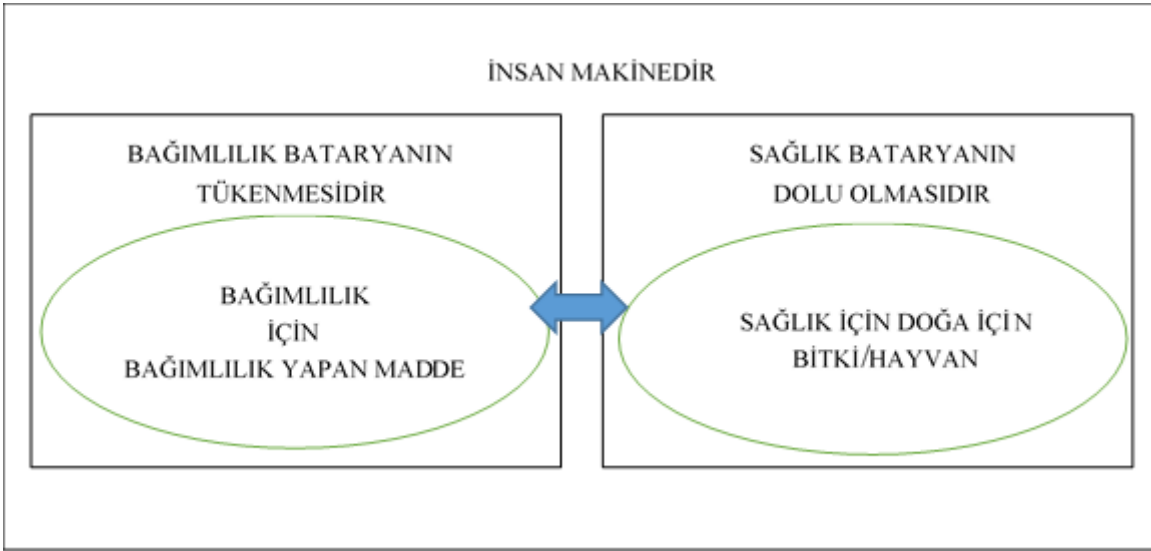 İNSAN MAKİNEDİR
BAĞIMLILIK BATARYANIN
TÜKENMESİDİR
BAĞIMLILIK
İÇİN
BAĞIMLILIK YAPAN MADDE
SAĞLIK BATARYANIN
DOLU OLMASIDIR
SAĞLIK İÇİN DOĞA İÇİN
BİTKİ/HAYVAN